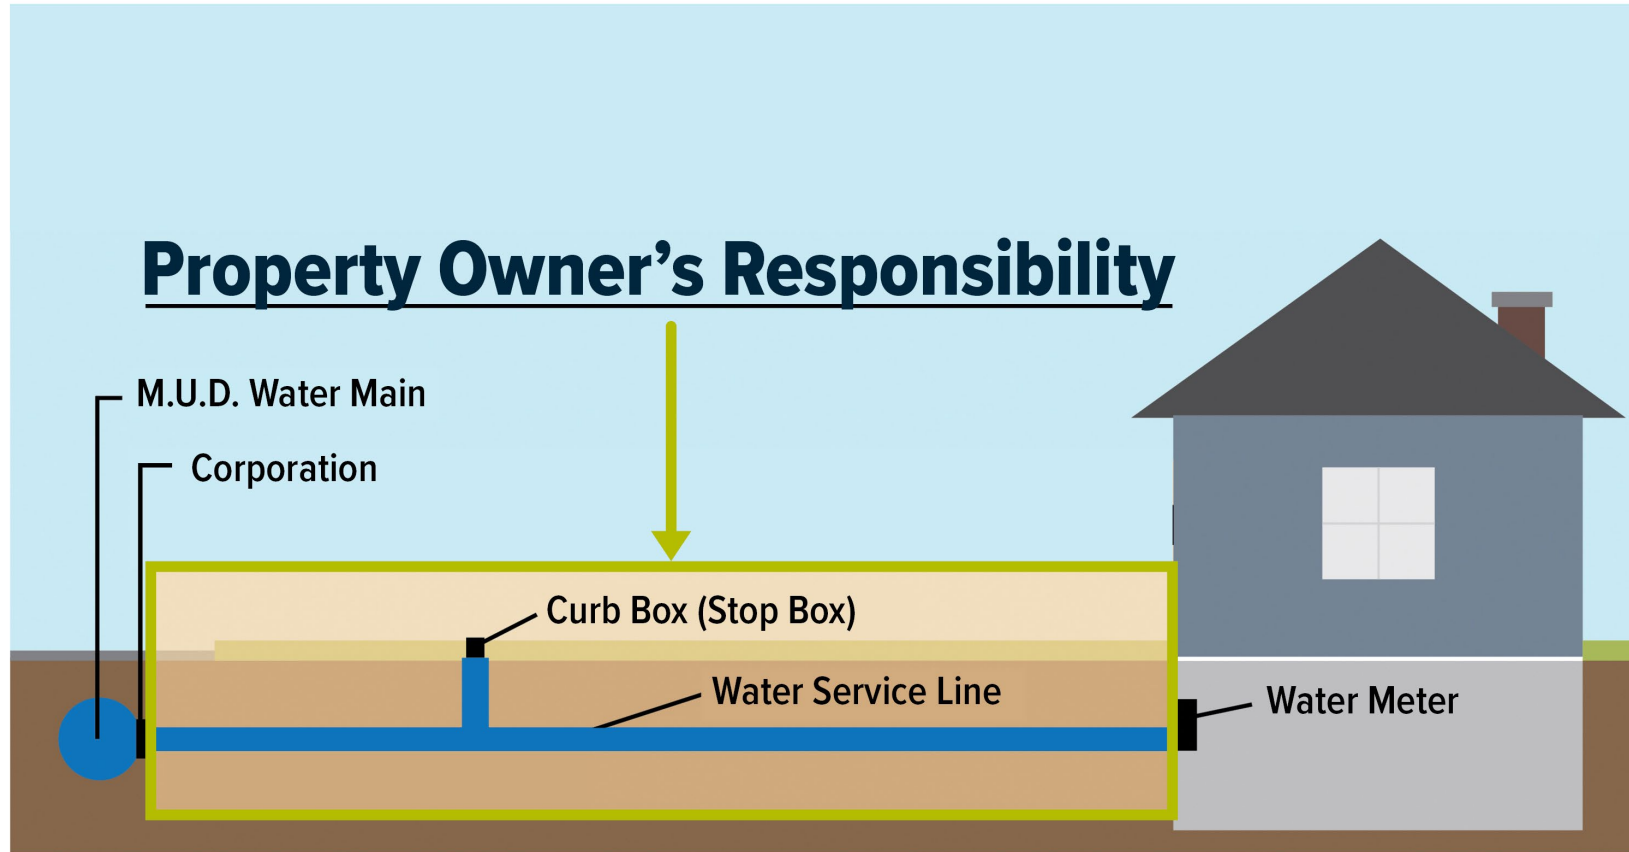 Property Owner’s Responsibility
M.U.D. Water Main
Corporation
Curb Box (Stop Box)
Water Service Line
Water Meter